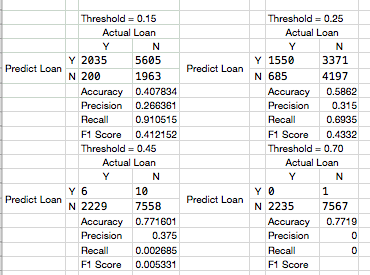 Threshold = 0.15 Threshold = 0.25
Actual Loan Actual Loan
Y N Y N
Predict Loan Y 2035 5605 Predict Loan Y 1550 3371
N 200 1963 N 685 4197
Accuracy 0.407834 Accuracy 0.5862
Precision 0.266361 Precision 0.315
Recall 0.910515 Recall 0.6935
F1 Score 0.412152 F1 Score 0.4332
Threshold = 0.45 Threshold = 0.70
Actual Loan Actual Loan
Y N Y N
Predict Loan Y 6 10 Predict Loan Y 0 1
N 2229 7558 N 2235 7567
Accuracy 0.771601 Accuracy 0.7719
Precision 0.375 Precision 0
Recall 0.002685 Recall 0
F1 Score 0.005331 F1 Score